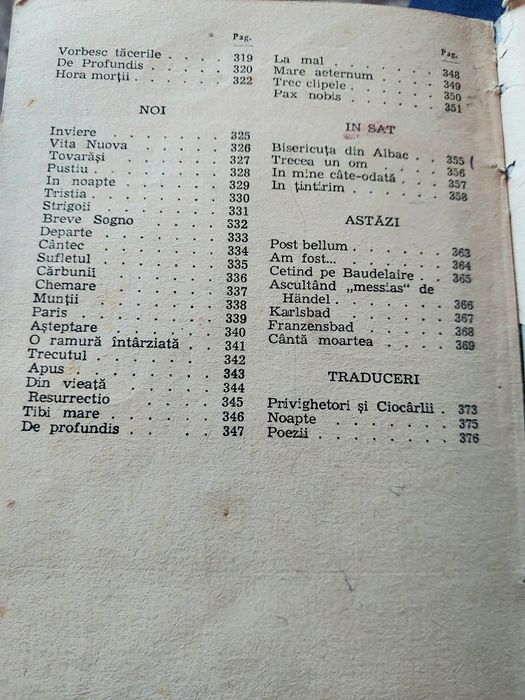 Pag.
Vorbesc tăcerile . . . . . 319
De Profundis . . . . . 320
Hora morții . . . . . 322
NOI
Inviere . . . . . 325
Vita Nuova . . . . . 326
Tovarăși . . . . . 327
Pustiu . . . . . 328
In noapte . . . . . 329
Tristia . . . . . 330
Strigoii . . . . . 331
Breve Sogno . . . . . 332
Departe . . . . . 333
Cântec . . . . . 334
Sufletul . . . . . 335
Cărbunii . . . . . 336
Chemare . . . . . 337
Munții . . . . . 338
Paris . . . . . 339
Așteptare . . . . . 340
O ramură întârziată . . . . . 341
Trecutul . . . . . 342
Apus . . . . . 343
Din vieață . . . . . 344
Resurrectio . . . . . 345
Tibi mare . . . . . 346
De profundis . . . . . 347
Pag.
La mal . . . . . 348
Mare aeternum . . . . . 349
Trec clipele . . . . . 350
Pax nobis . . . . . 351
IN SAT
Bisericuța din Albac . . 355
Trecea un om . . . . . 356
In mine câte-odată . . . . 357
In țintirim . . . . . 358
ASTĂZI
Post bellum . . . . . 363
Am fost... . . . . . 364
Cetind pe Baudelaire . . . 365
Ascultând „messias" de
Händel . . . . . 366
Karlsbad . . . . . 367
Franzensbad . . . . . 368
Cântă moartea . . . . . 369
TRADUCERI
Privighetori și Ciocârlii . 373
Noapte . . . . . 375
Poezii . . . . . 376